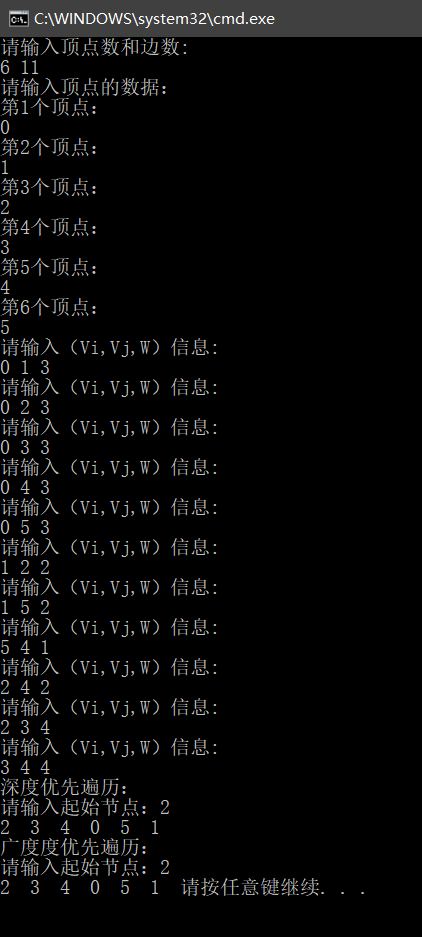 C:\WINDOWS\system32\cmd.exe
请输入顶点数和边数:
6 11
请输入顶点的数据:
第1个顶点:
0
第2个顶点:
1
第3个顶点:
2
第4个顶点:
3
第5个顶点:
4
第6个顶点:
5
请输入（Vi,Vj,W）信息:
0 1 3
请输入（Vi,Vj,W）信息:
0 2 3
请输入（Vi,Vj,W）信息:
0 3 3
请输入（Vi,Vj,W）信息:
0 4 3
请输入（Vi,Vj,W）信息:
0 5 3
请输入（Vi,Vj,W）信息:
1 2 2
请输入（Vi,Vj,W）信息:
1 5 2
请输入（Vi,Vj,W）信息:
5 4 1
请输入（Vi,Vj,W）信息:
2 4 2
请输入（Vi,Vj,W）信息:
2 3 4
请输入（Vi,Vj,W）信息:
3 4 4
深度优先遍历:
请输入起始节点: 2
2  3  4  0  5  1
广度度优先遍历:
请输入起始节点: 2
2  3  4  0  5  1  请按任意键继续. . .